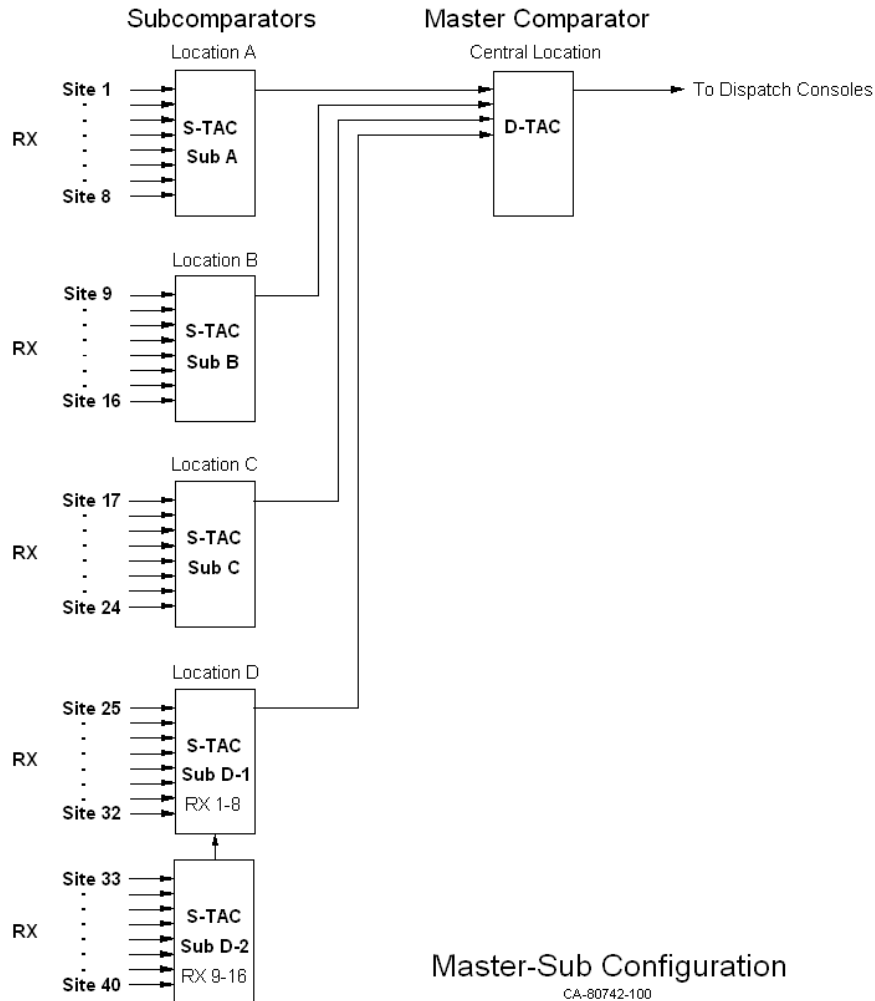 Subcomparators
Master Comparator
Location A
Central Location
Site 1
To Dispatch Consoles
S-TAC
Sub A
D-TAC
RX
Site 8
Location B
Site 9
S-TAC
Sub B
RX
Site 16
Location C
Site 17
S-TAC
Sub C
RX
Site 24
Location D
Site 25
S-TAC
Sub D-1
RX 1-8
RX
Site 32
Site 33
S-TAC
Sub D-2
RX 9-16
RX
Site 40
Master-Sub Configuration
CA-80742-100